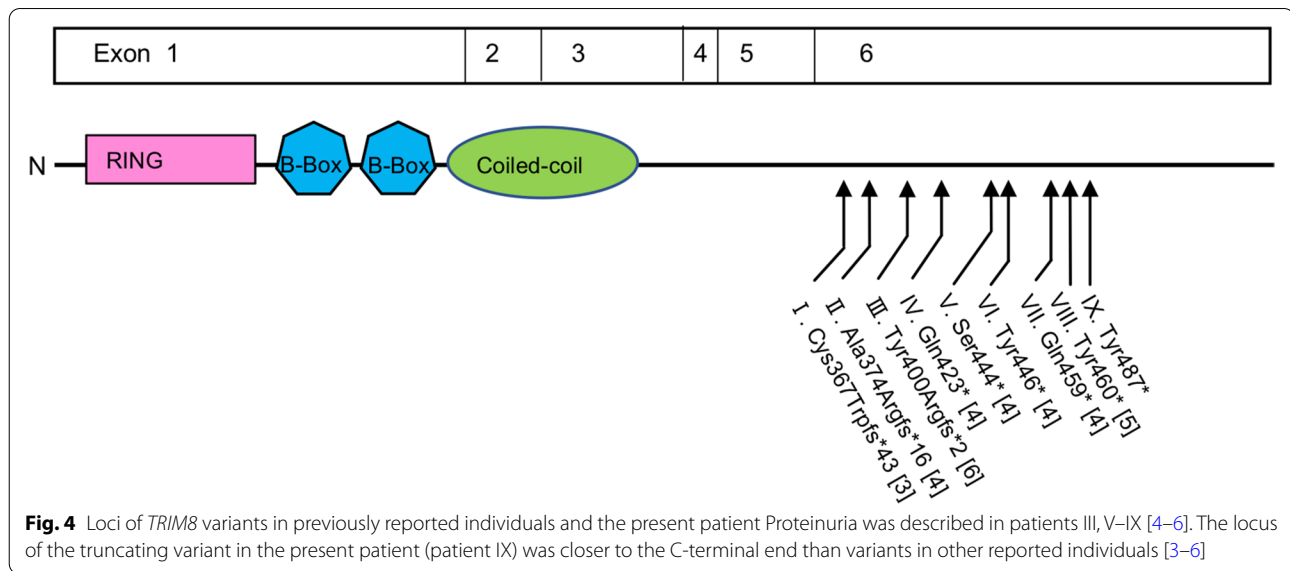 Exon 1 2 3 4 5 6
N RING B-Box B-Box Coiled-coil
I. Cys367Trpfs*43 [3]
II. Ala374Argfs*16 [4]
III. Tyr400Argfs*2 [6]
IV. Gln423* [4]
V. Ser444* [4]
VI. Tyr446* [4]
VII. Gln459* [4]
VIII. Tyr460* [5]
IX. Tyr487*
Fig. 4 Loci of TRIM8 variants in previously reported individuals and the present patient Proteinuria was described in patients III, V–IX [4–6]. The locus
of the truncating variant in the present patient (patient IX) was closer to the C-terminal end than variants in other reported individuals [3–6]